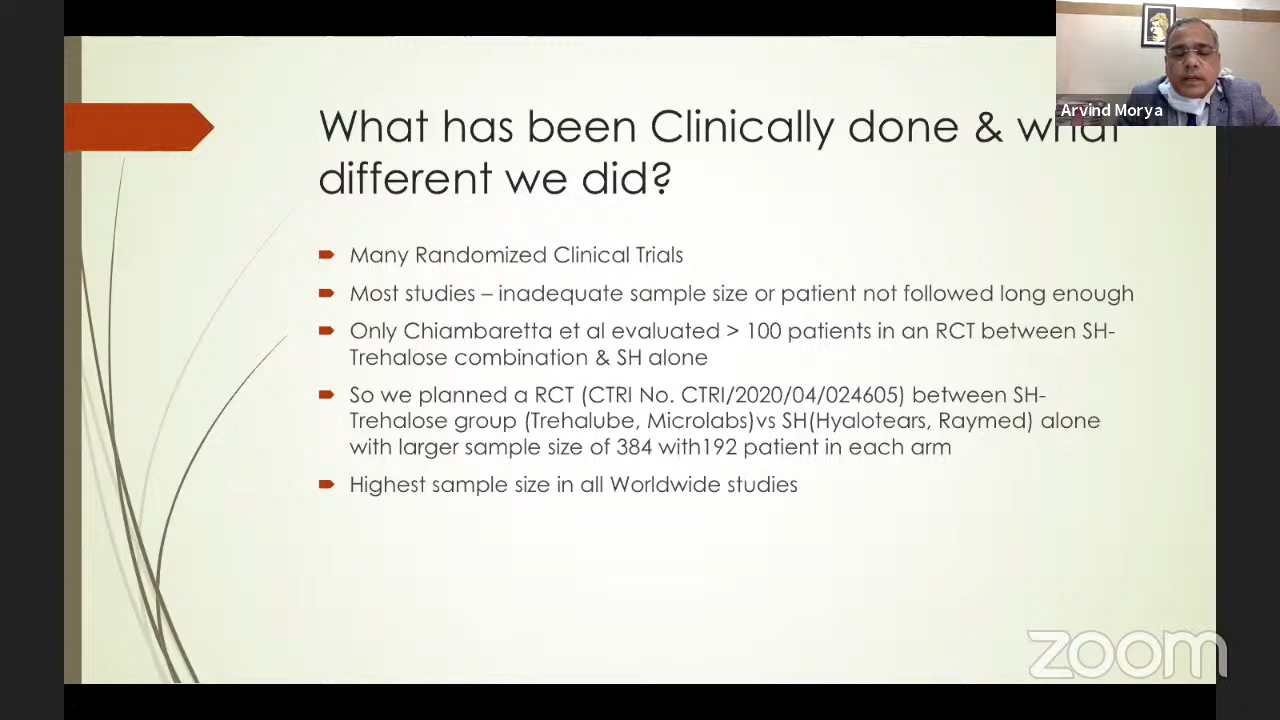 Arvind Morya
What has been Clinically done & what
different we did?
Many Randomized Clinical Trials
Most studies – inadequate sample size or patient not followed long enough
Only Chiambaretta et al evaluated > 100 patients in an RCT between SH-
Trehalose combination & SH alone
So we planned a RCT (CTRI No. CTRI/2020/04/024605) between SH-
Trehalose group (Trehalube, Microlabs)vs SH(Hyalotears, Raymed) alone
with larger sample size of 384 with192 patient in each arm
Highest sample size in all Worldwide studies
zoom